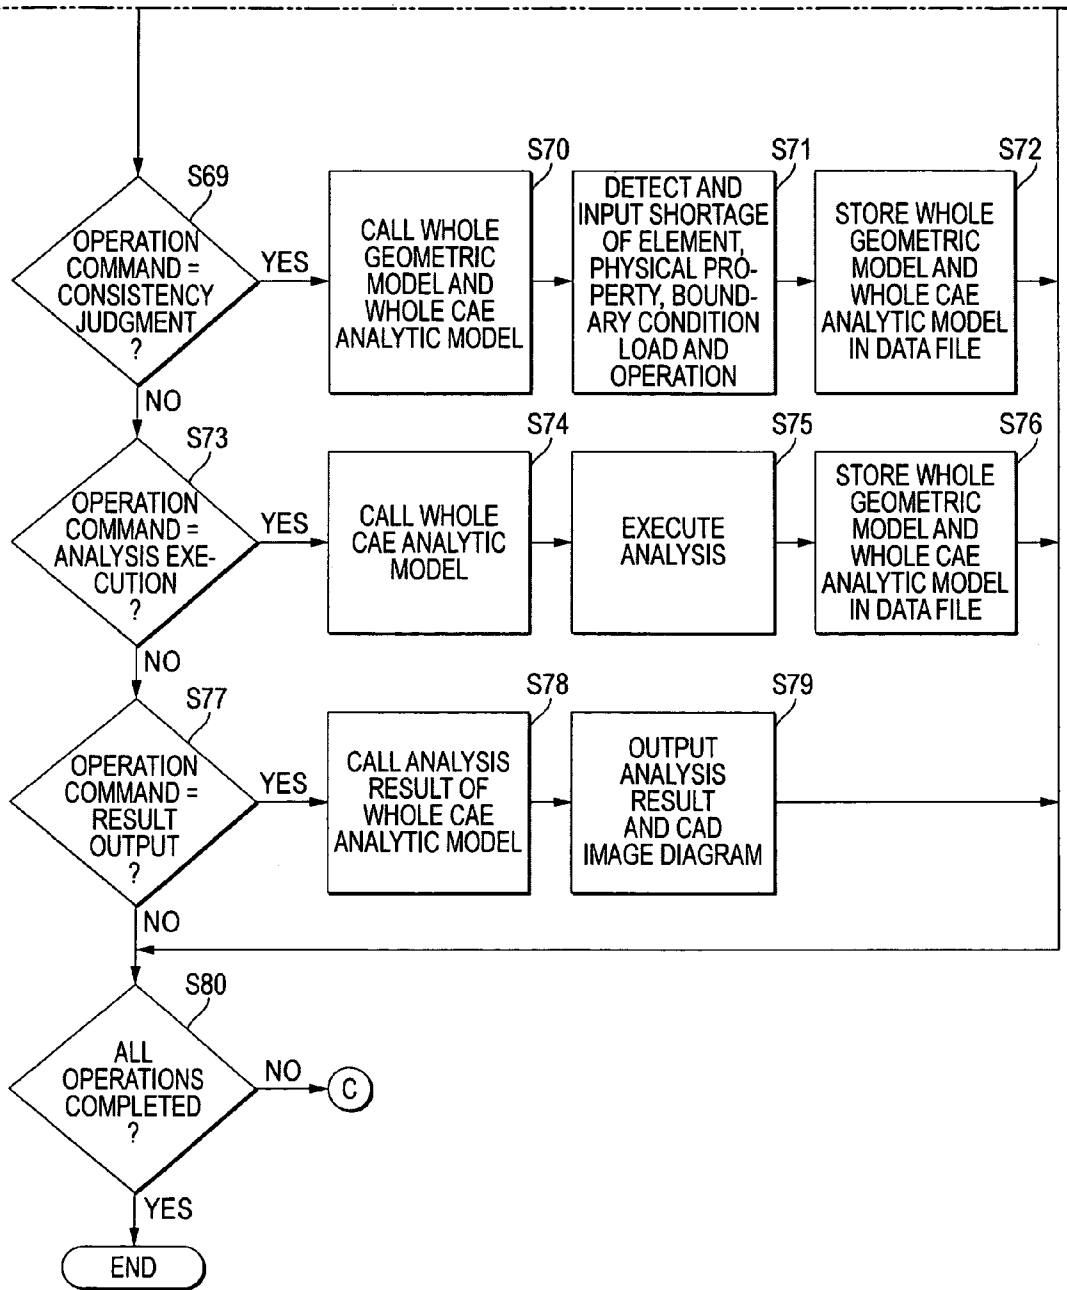 S69
OPERATION
COMMAND =
CONSISTENCY
JUDGMENT
?
YES
NO
S70
CALL WHOLE
GEOMETRIC
MODEL AND
WHOLE CAE
ANALYTIC MODEL
S71
DETECT AND
INPUT SHORTAGE
OF ELEMENT,
PHYSICAL PRO-
PERTY, BOUND-
ARY CONDITION
LOAD AND
OPERATION
S72
STORE WHOLE
GEOMETRIC
MODEL AND
WHOLE CAE
ANALYTIC MODEL
IN DATA FILE
S73
OPERATION
COMMAND =
ANALYSIS EXE-
CUTION
?
YES
NO
S74
CALL WHOLE
CAE ANALYTIC
MODEL
S75
EXECUTE
ANALYSIS
S76
STORE WHOLE
GEOMETRIC
MODEL AND
WHOLE CAE
ANALYTIC MODEL
IN DATA FILE
S77
OPERATION
COMMAND =
RESULT
OUTPUT
?
YES
NO
S78
CALL ANALYSIS
RESULT OF
WHOLE CAE
ANALYTIC MODEL
S79
OUTPUT
ANALYSIS
RESULT
AND CAD
IMAGE DIAGRAM
S80
ALL
OPERATIONS
COMPLETED
?
NO
C
YES
END